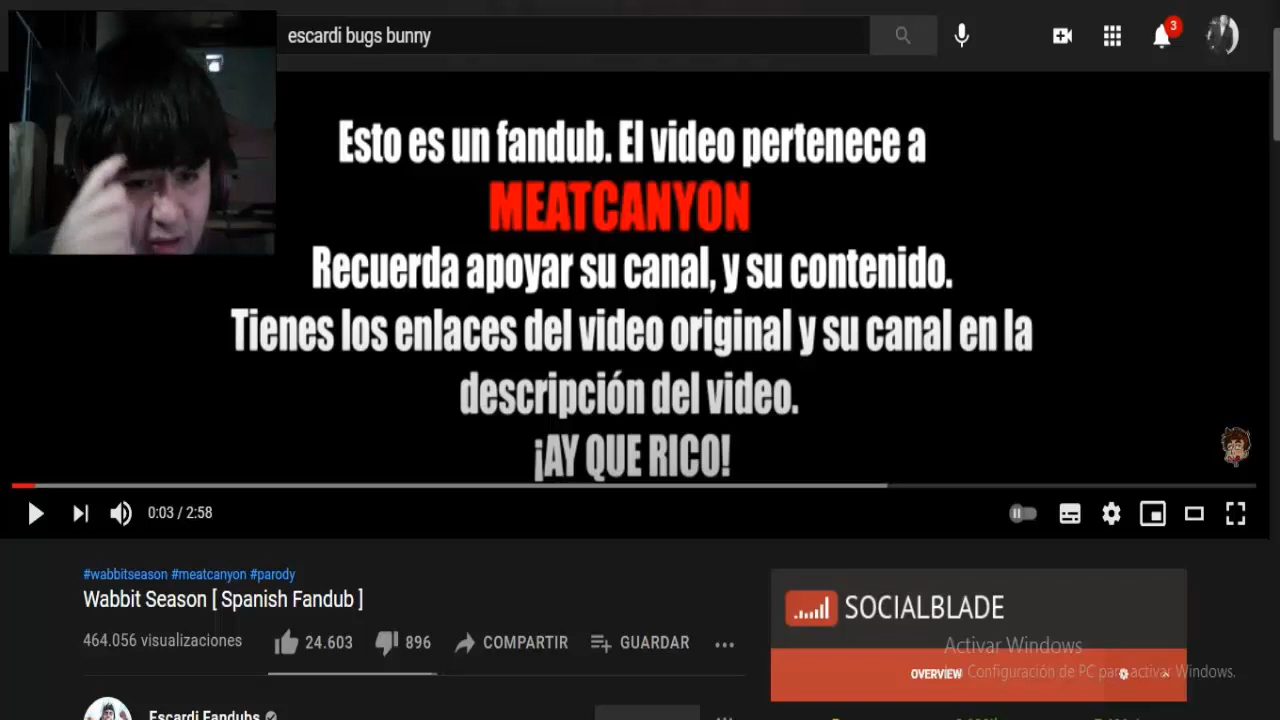 escardi bugs bunny
3
Esto es un fandub. El video pertenece a
MEATCANYON
Recuerda apoyar su canal, y su contenido.
Tienes los enlaces del video original y su canal en la
descripción del video.
¡AY QUE RICO!
0:03 / 2:58
#wabbitseason #meatcanyon #parody
Wabbit Season [ Spanish Fandub ]
464.056 visualizaciones
24.603
896
COMPARTIR
GUARDAR
SOCIALBLADE
Activar Windows
OVERVIEW
Configuración de PC para activar Windows.
Escardi Fandubs